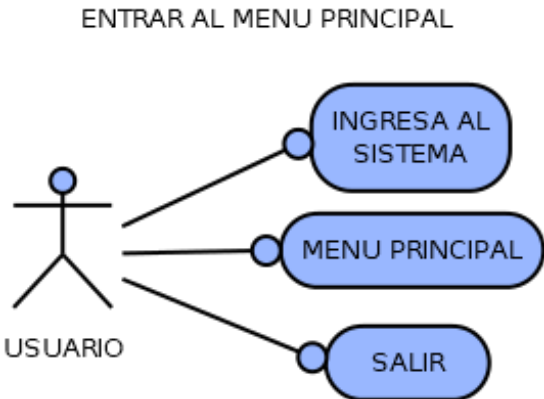 ENTRAR AL MENU PRINCIPAL
INGRESA AL
SISTEMA
MENU PRINCIPAL
USUARIO
SALIR